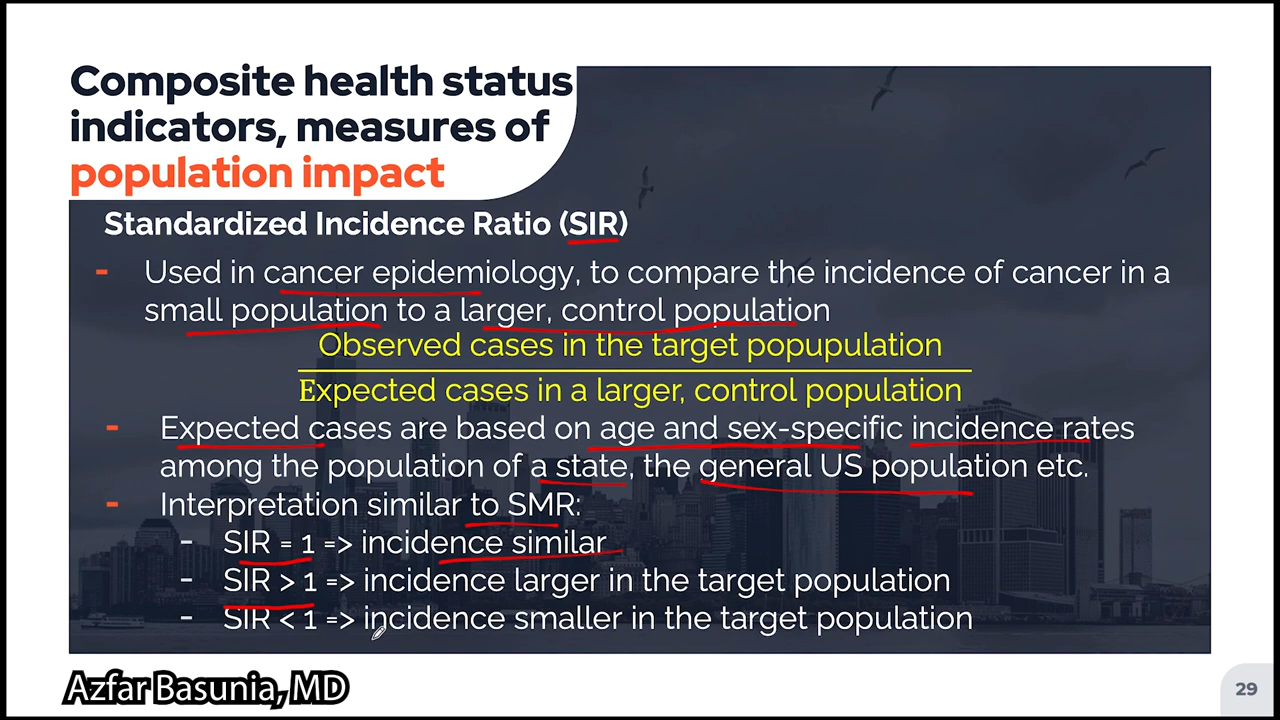 Composite health status
indicators, measures of
population impact
Standardized Incidence Ratio (SIR)
- Used in cancer epidemiology, to compare the incidence of cancer in a
small population to a larger, control population
Observed cases in the target popupulation
Expected cases in a larger, control population
- Expected cases are based on age and sex-specific incidence rates
among the population of a state, the general US population etc.
- Interpretation similar to SMR:
- SIR = 1 => incidence similar
- SIR > 1 => incidence larger in the target population
- SIR < 1 => incidence smaller in the target population
Azfar Basunia, MD
29